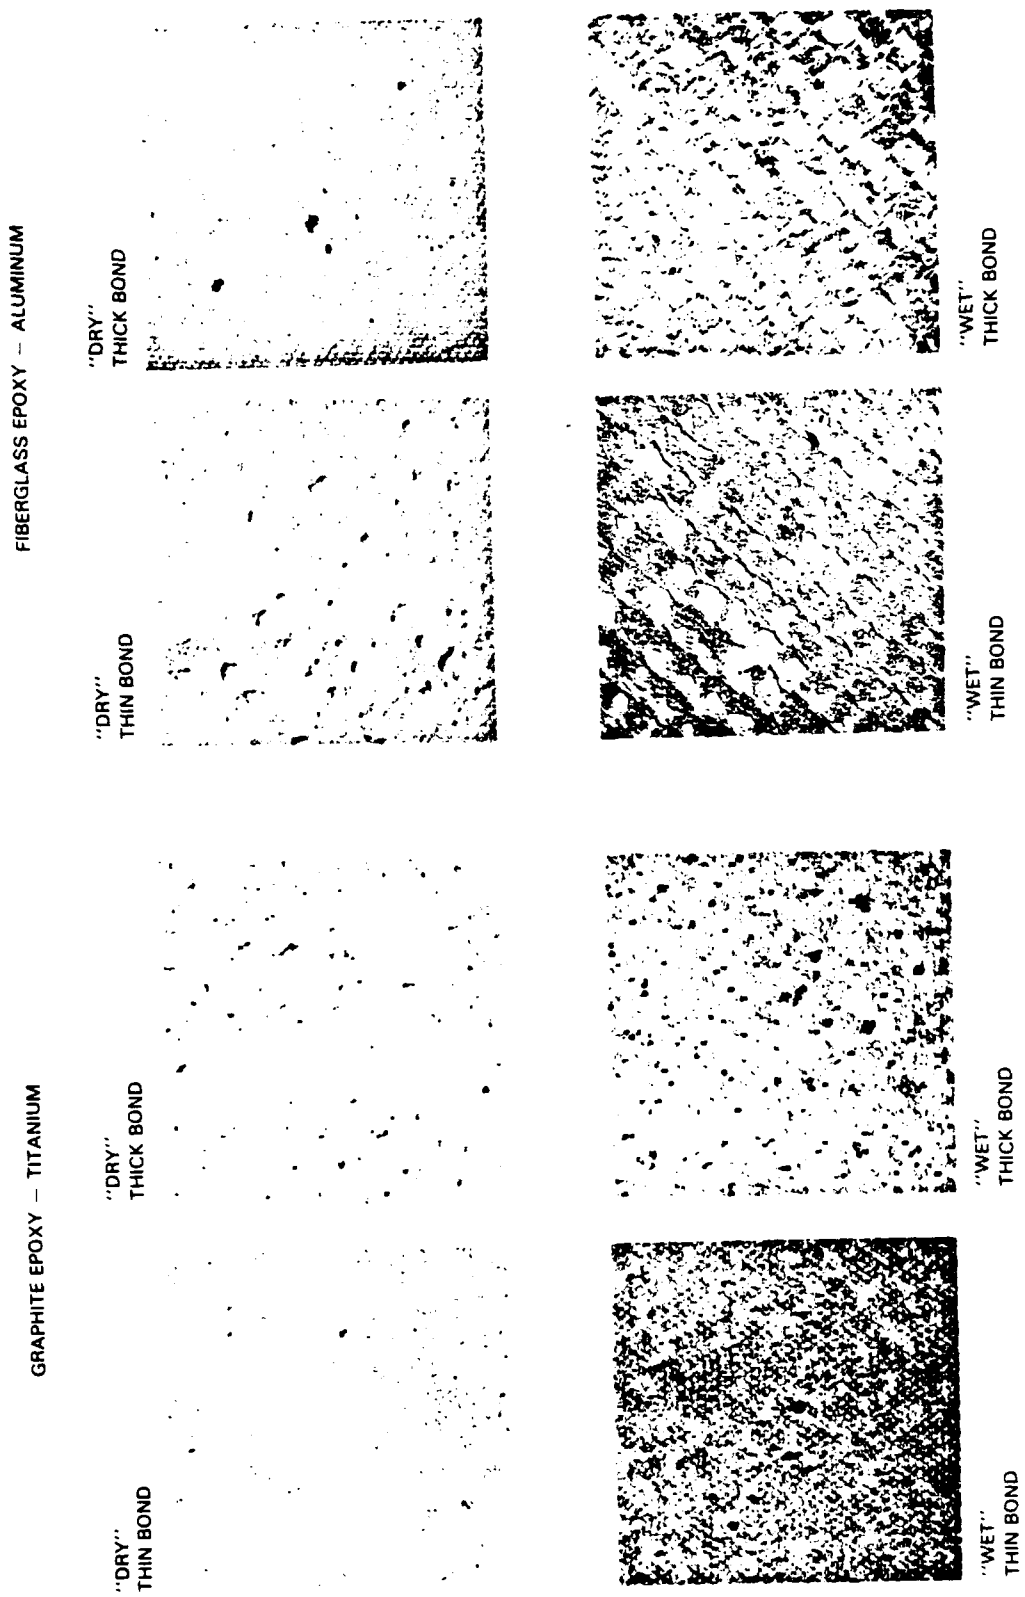 GRAPHITE EPOXY — TITANIUM
FIBERGLASS EPOXY — ALUMINUM
"DRY"
THIN BOND
"DRY"
THICK BOND
"DRY"
THIN BOND
"DRY"
THICK BOND
"WET"
THIN BOND
"WET"
THICK BOND
"WET"
THIN BOND
"WET"
THICK BOND